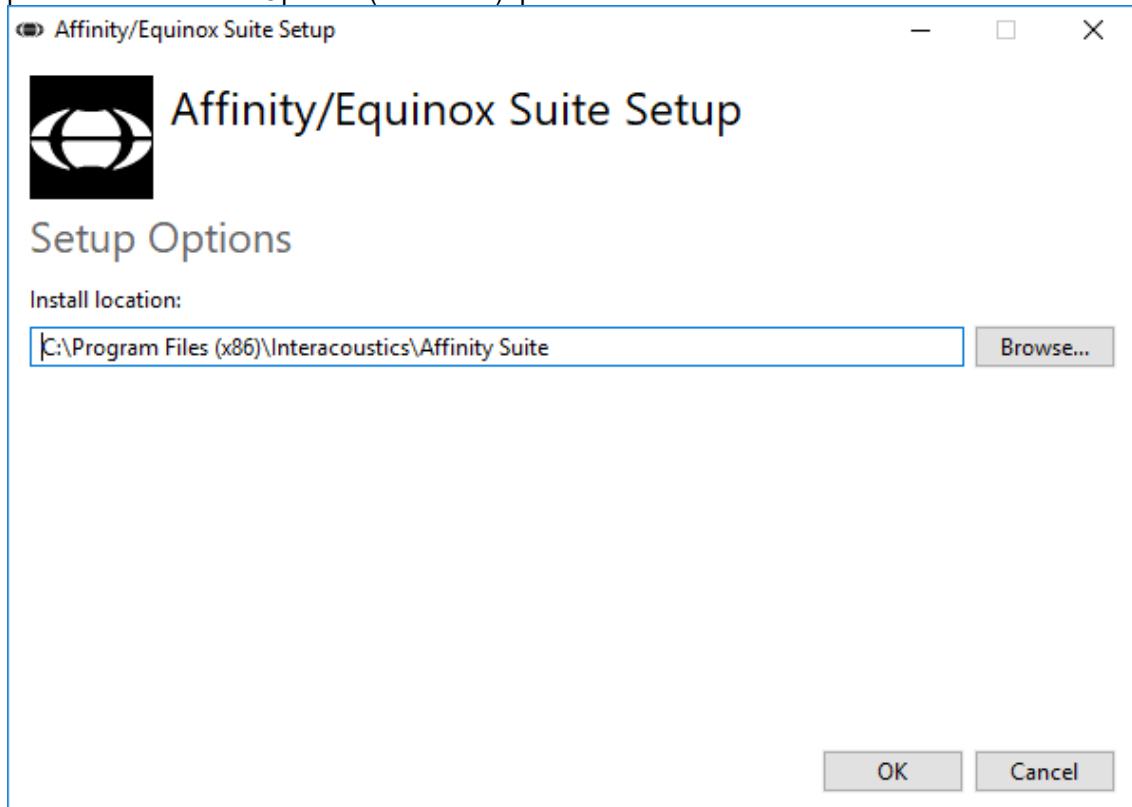 Affinity/Equinox Suite Setup
Affinity/Equinox Suite Setup
Setup Options
Install location:
C:\Program Files (x86)\Interacoustics\Affinity Suite
Browse...
OK
Cancel